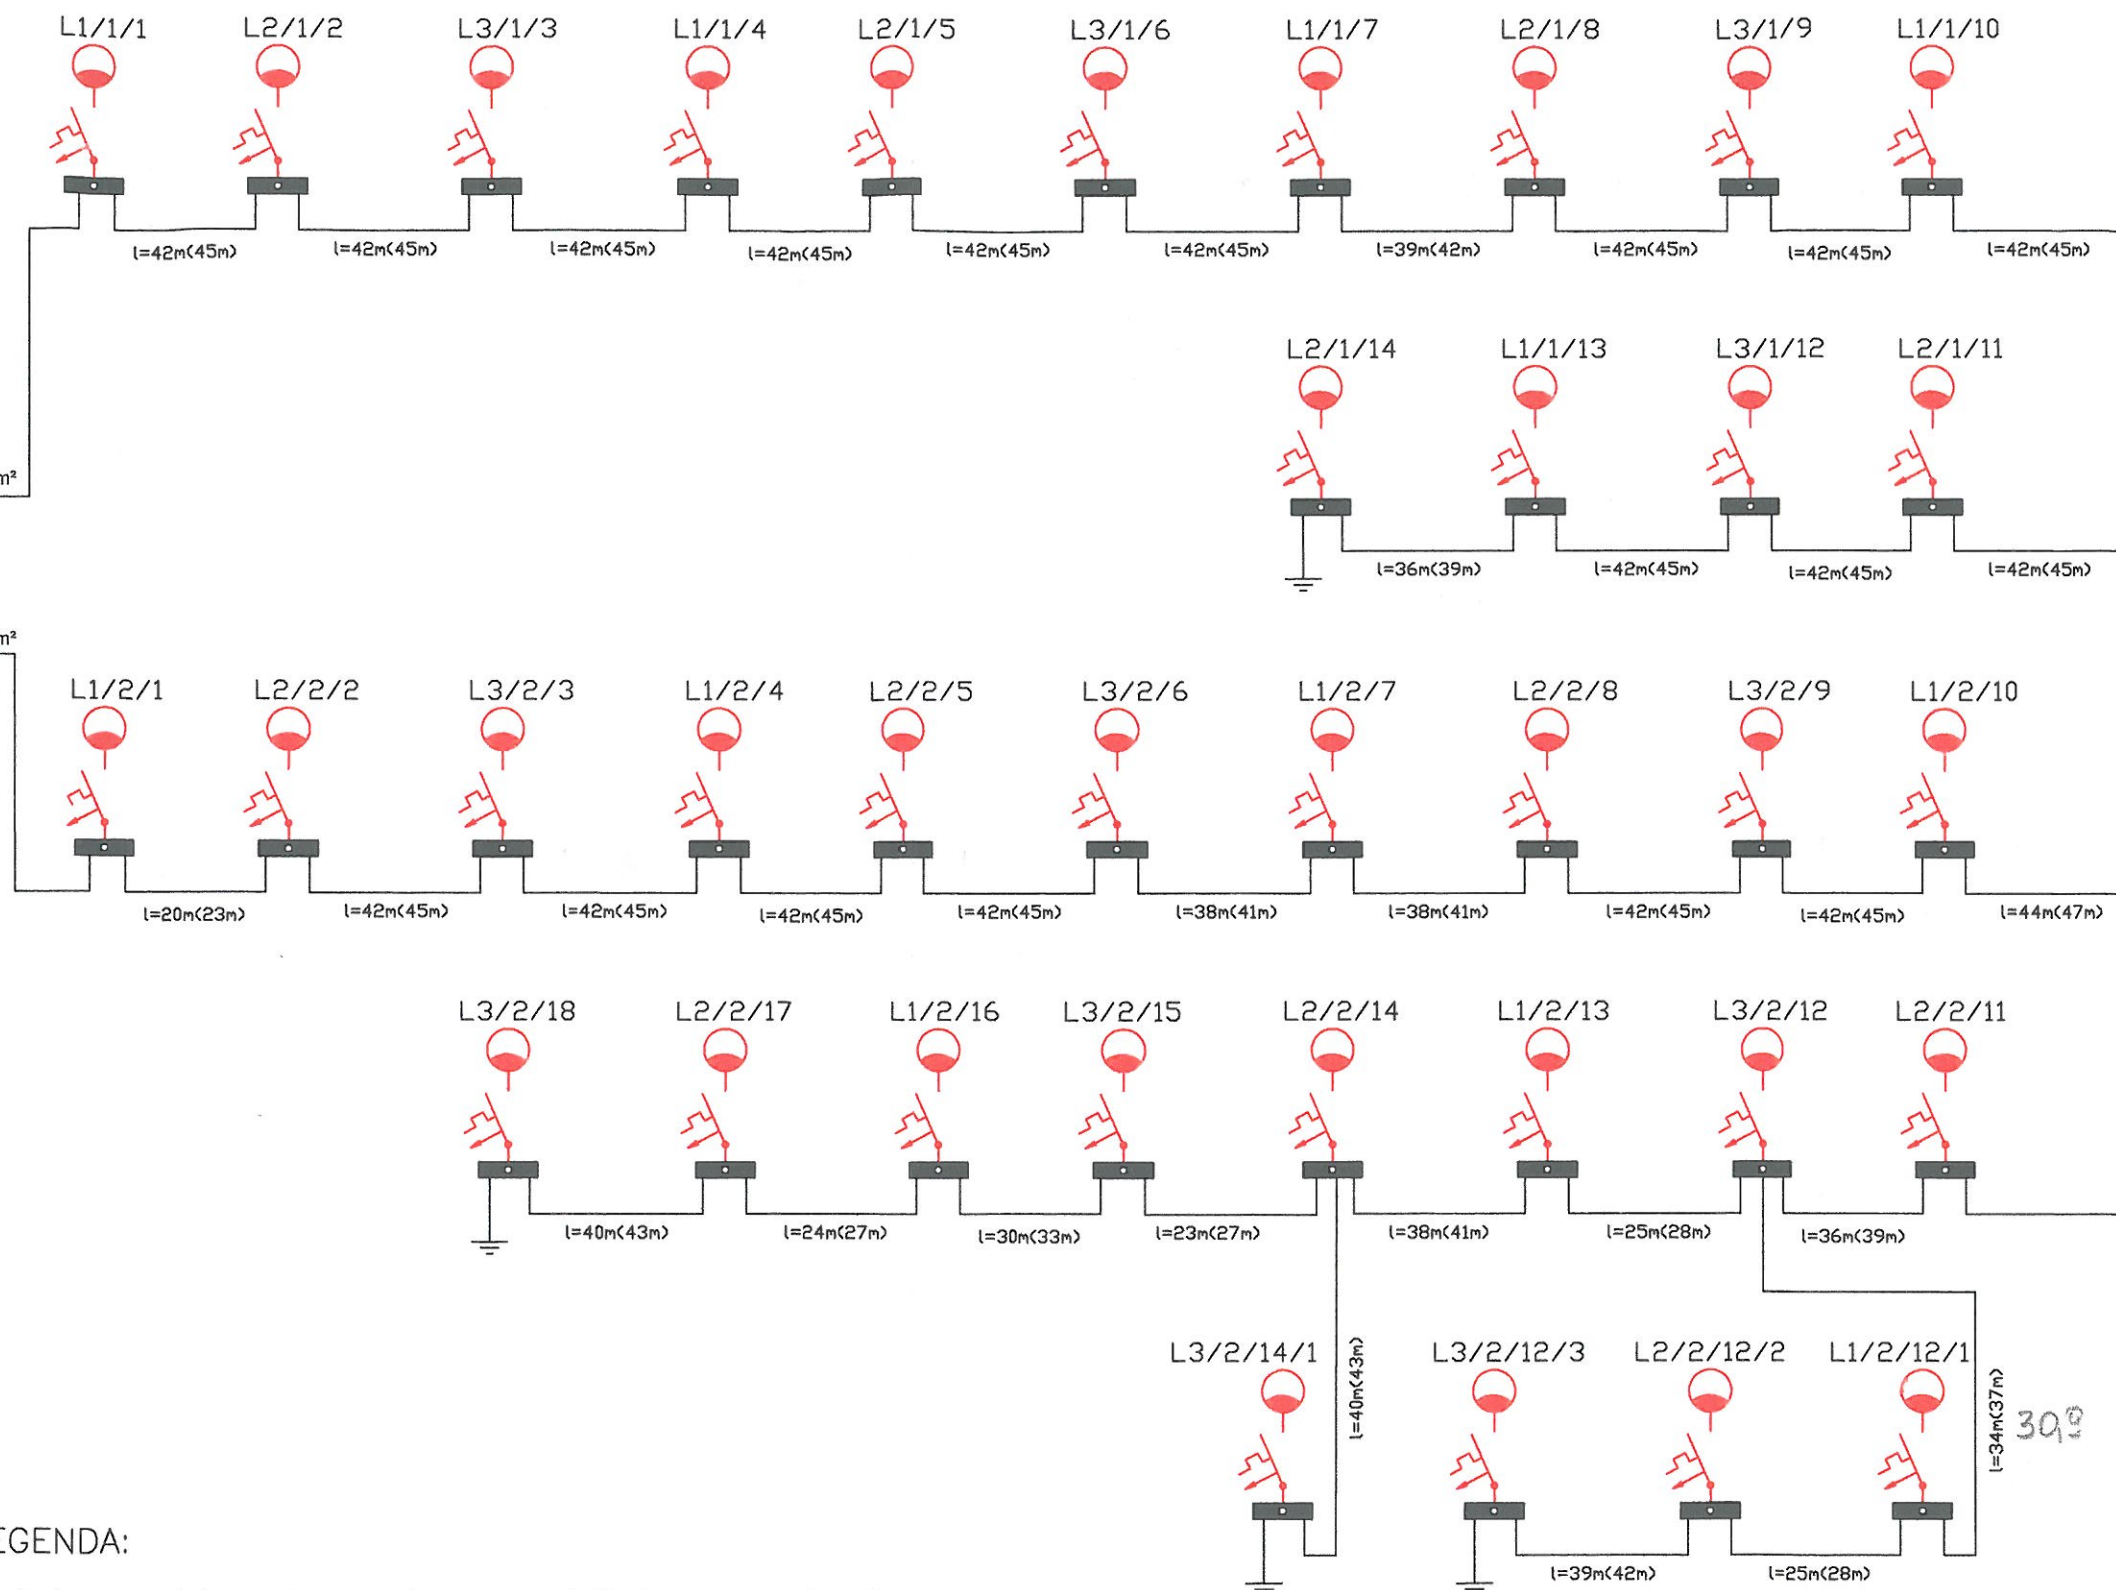 L1/1/1 L2/1/2 L3/1/3 L1/1/4 L2/1/5 L3/1/6 L1/1/7 L2/1/8 L3/1/9 L1/1/10
l=42m(45m) l=42m(45m) l=42m(45m) l=42m(45m) l=42m(45m) l=42m(45m) l=39m(42m) l=42m(45m) l=42m(45m) l=42m(45m)
L2/1/14 L1/1/13 L3/1/12 L2/1/11
m²
l=36m(39m) l=42m(45m) l=42m(45m) l=42m(45m)
m²
L1/2/1 L2/2/2 L3/2/3 L1/2/4 L2/2/5 L3/2/6 L1/2/7 L2/2/8 L3/2/9 L1/2/10
l=20m(23m) l=42m(45m) l=42m(45m) l=42m(45m) l=42m(45m) l=38m(41m) l=38m(41m) l=42m(45m) l=42m(45m) l=44m(47m)
L3/2/18 L2/2/17 L1/2/16 L3/2/15 L2/2/14 L1/2/13 L3/2/12 L2/2/11
l=40m(43m) l=24m(27m) l=30m(33m) l=23m(27m) l=38m(41m) l=25m(28m) l=36m(39m)
L3/2/14/1 l=40m(43m) L3/2/12/3 L2/2/12/2 L1/2/12/1 l=34m(37m)
l=39m(42m) l=25m(28m)
EGENDA: